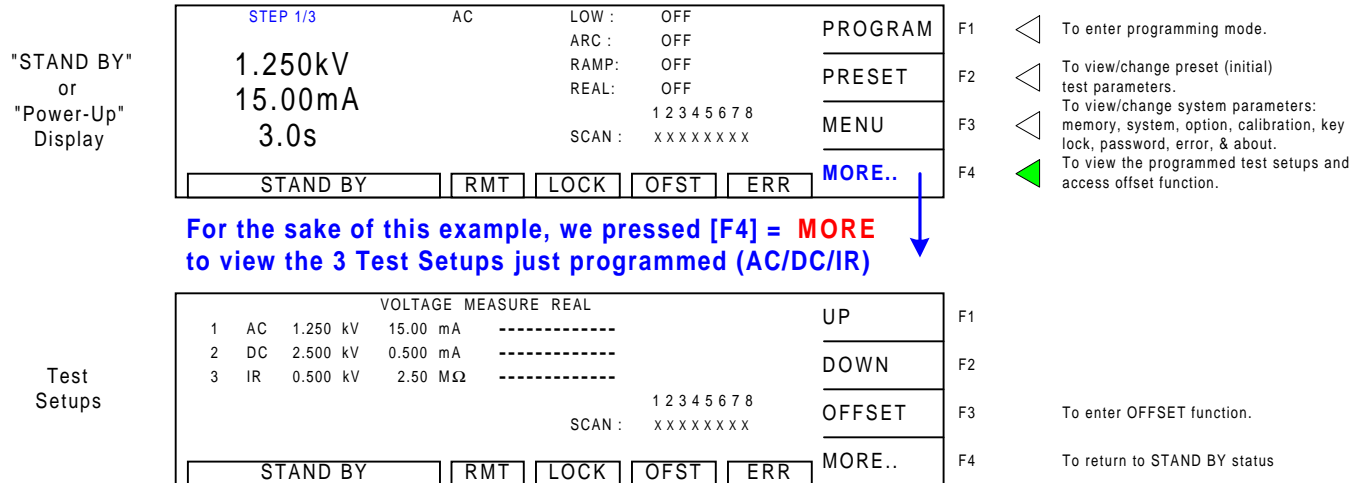 "STAND BY"
or
"Power-Up"
Display
STEP 1/3 AC LOW : OFF
ARC : OFF
1.250kV RAMP: OFF
15.00mA REAL: OFF
1 2 3 4 5 6 7 8
3.0s SCAN : X X X X X X X X
STAND BY RMT LOCK OFST ERR
PROGRAM F1 To enter programming mode.
PRESET F2 To view/change preset (initial)
test parameters.
MENU F3 To view/change system parameters:
memory, system, option, calibration, key
lock, password, error, & about.
MORE.. F4 To view the programmed test setups and
access offset function.
For the sake of this example, we pressed [F4] = MORE
to view the 3 Test Setups just programmed (AC/DC/IR)
Test
Setups
VOLTAGE MEASURE REAL
1 AC 1.250 kV 15.00 mA -------------
2 DC 2.500 kV 0.500 mA -------------
3 IR 0.500 kV 2.50 MΩ -------------
1 2 3 4 5 6 7 8
SCAN : X X X X X X X X
STAND BY RMT LOCK OFST ERR
UP F1
DOWN F2
OFFSET F3 To enter OFFSET function.
MORE.. F4 To return to STAND BY status